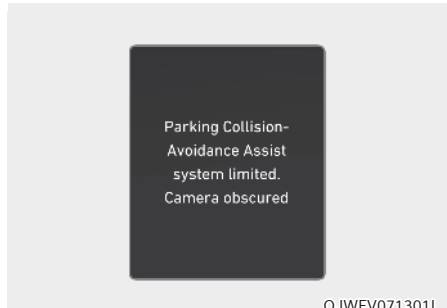 Parking Collision-
Avoidance Assist
system limited.
Camera obscured